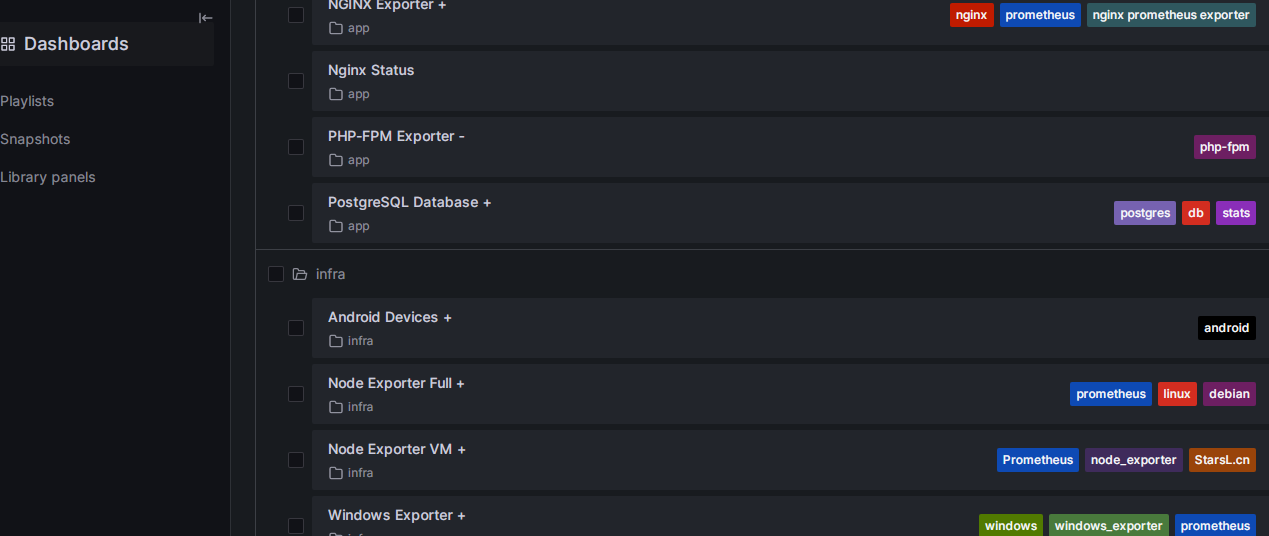 Dashboards
Playlists
Snapshots
Library panels
NGINX Exporter +
app
nginx prometheus nginx prometheus exporter
Nginx Status
app
PHP-FPM Exporter -
app
php-fpm
PostgreSQL Database +
app
postgres db stats
infra
Android Devices +
infra
android
Node Exporter Full +
infra
prometheus linux debian
Node Exporter VM +
infra
Prometheus node_exporter StarsL.cn
Windows Exporter +
windows windows_exporter prometheus